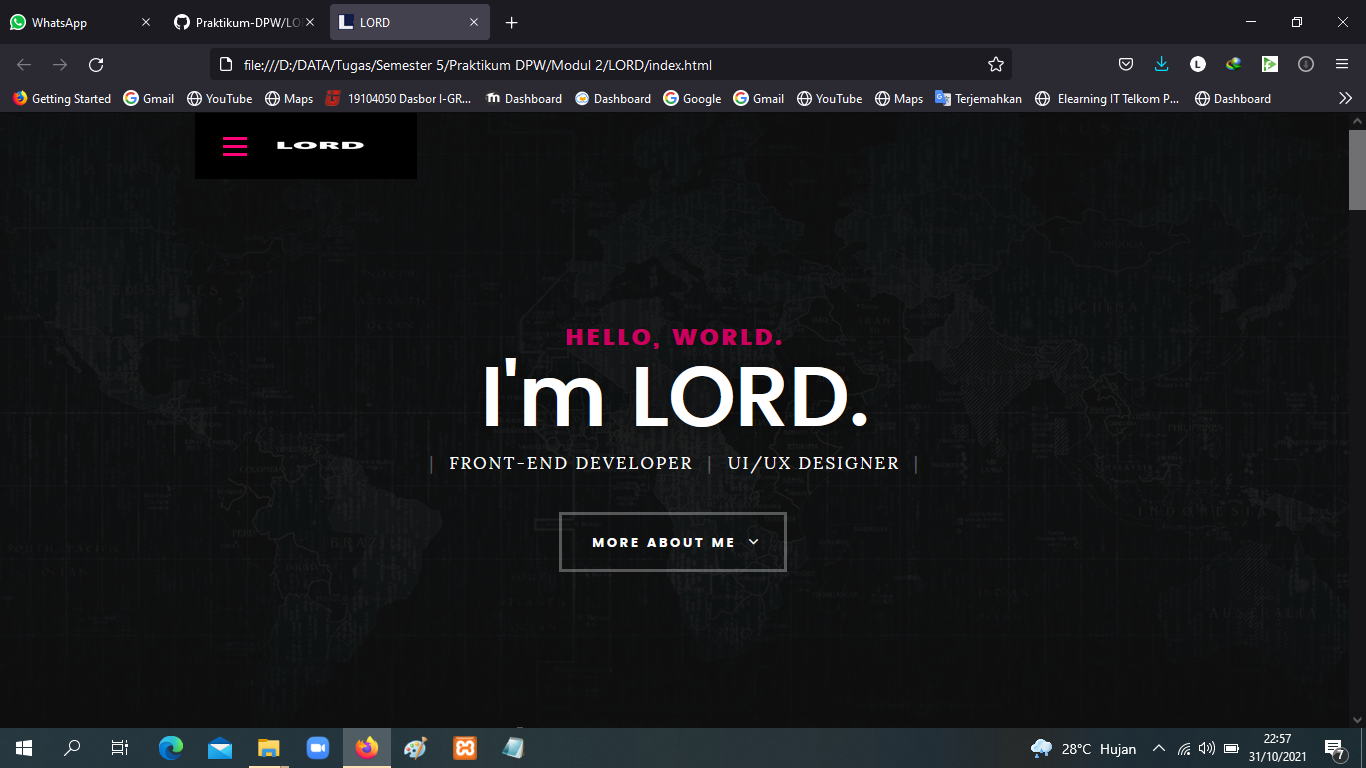 WhatsApp
Praktikum-DPW/LO
LORD
file:///D:/DATA/Tugas/Semester 5/Praktikum DPW/Modul 2/LORD/index.html
L
Getting Started Gmail YouTube Maps 19104050 Dasbor I-GR... Dashboard Dashboard Google Gmail YouTube Maps Terjemahkan Elearning IT Telkom P... Dashboard
LORD
HELLO, WORLD.
I'm LORD.
| FRONT-END DEVELOPER | UI/UX DESIGNER |
MORE ABOUT ME
BRAZIL
INDONESIA
AUSTRALIA
28°C Hujan
22:57
31/10/2021
7